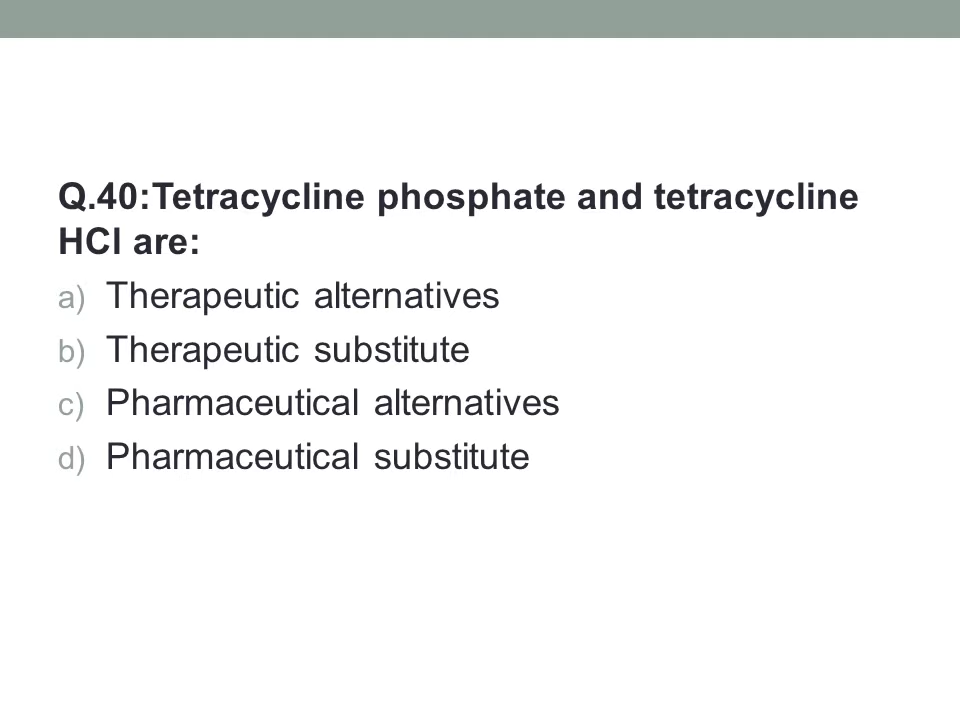 Q.40:Tetracycline phosphate and tetracycline
HCl are:
a) Therapeutic alternatives
b) Therapeutic substitute
c) Pharmaceutical alternatives
d) Pharmaceutical substitute